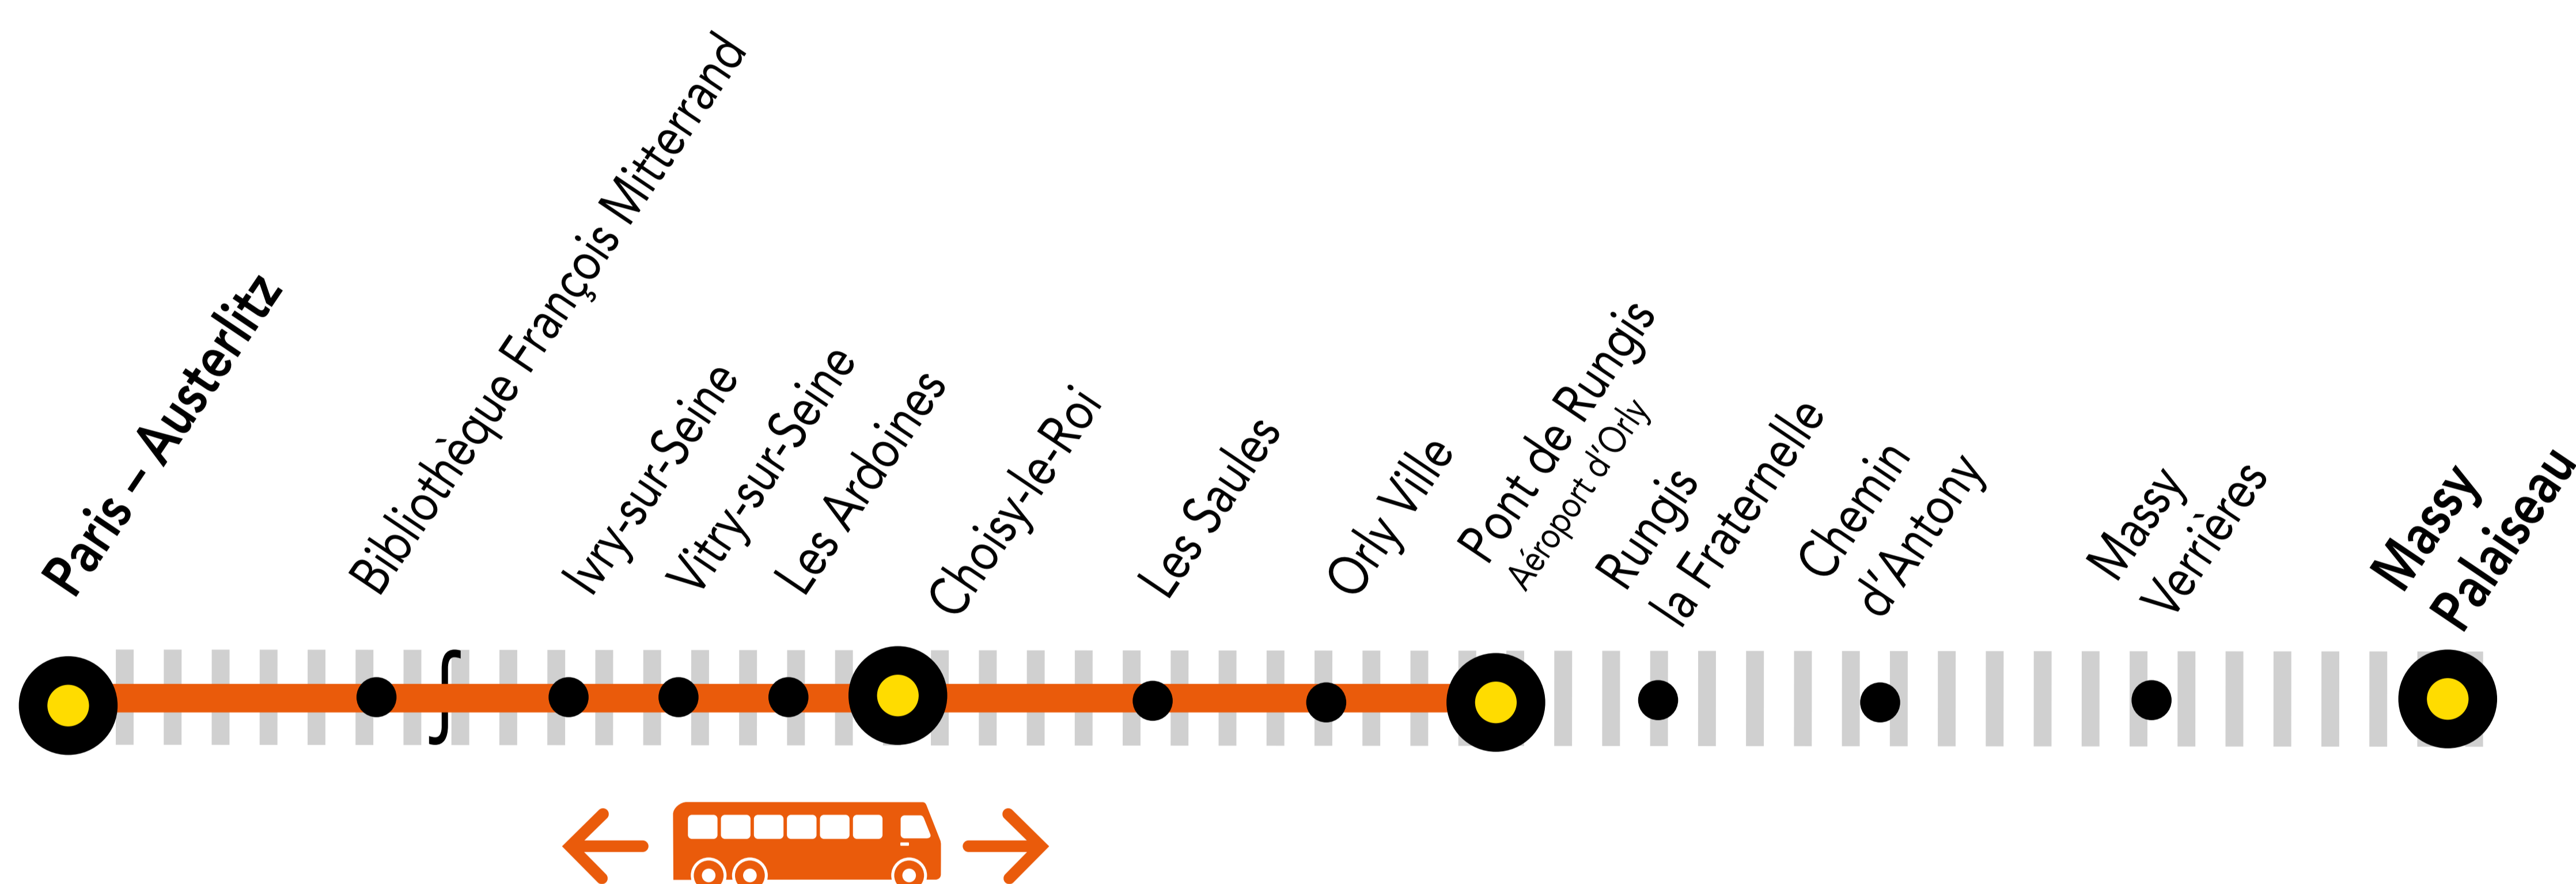 Paris – Austerlitz
Bibliothèque François Mitterrand
Ivry-sur-Seine
Vitry-sur-Seine
Les Ardoines
Choisy-le-Roi
Les Saules
Orly Ville
Pont de Rungis
Aéroport d'Orly
Rungis
la Fraternelle
Chemin
d'Antony
Massy
Verrières
Massy
Palaiseau